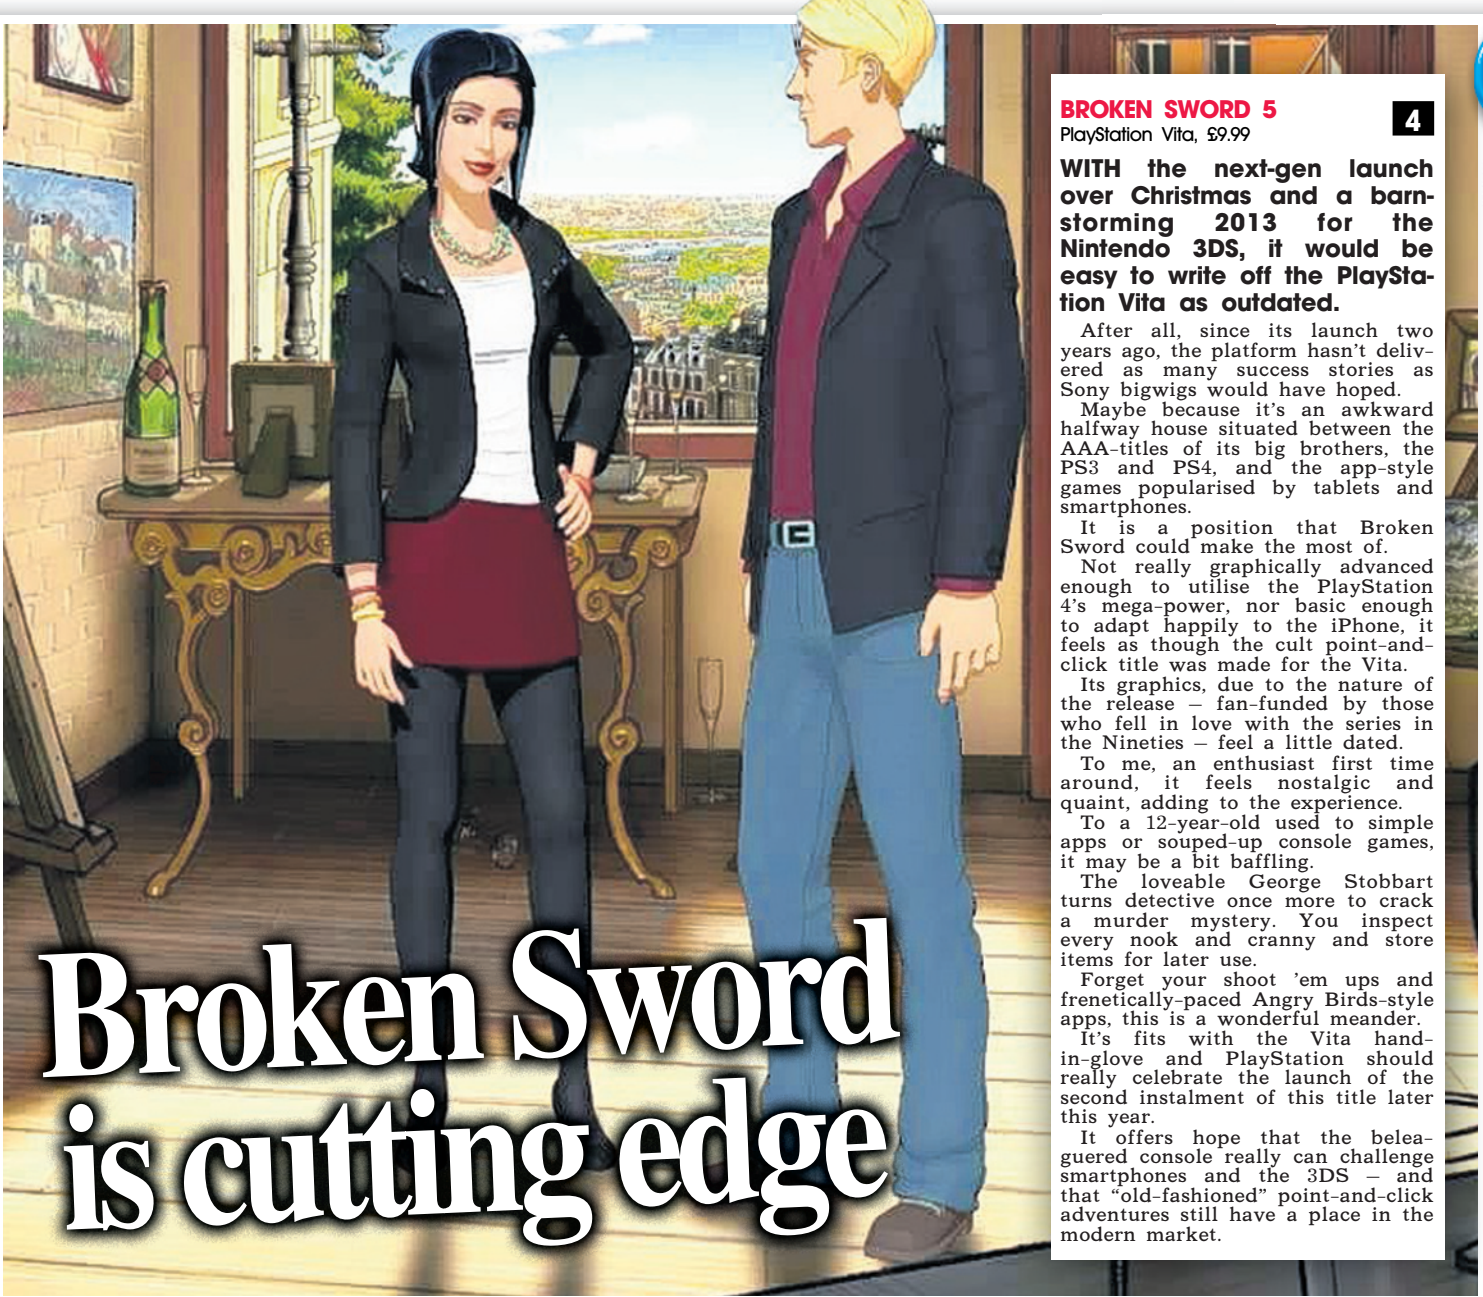 BROKEN SWORD 5
4
PlayStation Vita, £9.99
WITH the next-gen launch
over Christmas and a barn-
storming 2013 for the
Nintendo 3DS, it would be
easy to write off the PlaySta-
tion Vita as outdated.
After all, since its launch two
years ago, the platform hasn't deliv-
ered as many success stories as
Sony bigwigs would have hoped.
Maybe because it's an awkward
halfway house situated between the
AAA-titles of its big brothers, the
PS3 and PS4, and the app-style
games popularised by tablets and
smartphones.
It is a position that Broken
Sword could make the most of.
Not really graphically advanced
enough to utilise the PlayStation
4's mega-power, nor basic enough
to adapt happily to the iPhone, it
feels as though the cult point-and-
click title was made for the Vita.
Its graphics, due to the nature of
the release – fan-funded by those
who fell in love with the series in
the Nineties – feel a little dated.
To me, an enthusiast first time
around, it feels nostalgic and
quaint, adding to the experience.
To a 12-year-old used to simple
apps or souped-up console games,
it may be a bit baffling.
The loveable George Stobbart
turns detective once more to crack
a murder mystery. You inspect
every nook and cranny and store
items for later use.
Forget your shoot 'em ups and
frenetically-paced Angry Birds-style
apps, this is a wonderful meander.
It's fits with the Vita hand-
in-glove and PlayStation should
really celebrate the launch of the
second instalment of this title later
this year.
It offers hope that the belea-
guered console really can challenge
smartphones and the 3DS – and
that “old-fashioned” point-and-click
adventures still have a place in the
modern market.
Broken Sword
is cutting edge